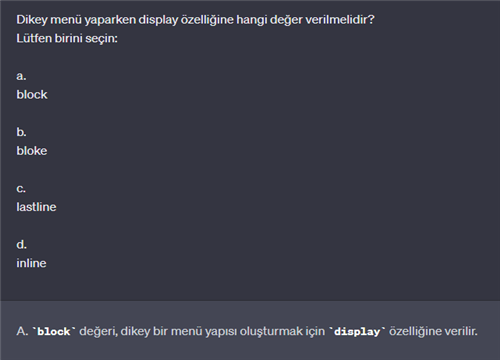 Dikey menü yaparken display özelliğine hangi değer verilmelidir?
Lütfen birini seçin:
a.
block
b.
bloke
c.
lastline
d.
inline
A. `block` değeri, dikey bir menü yapısı oluşturmak için `display` özelliğine verilir.